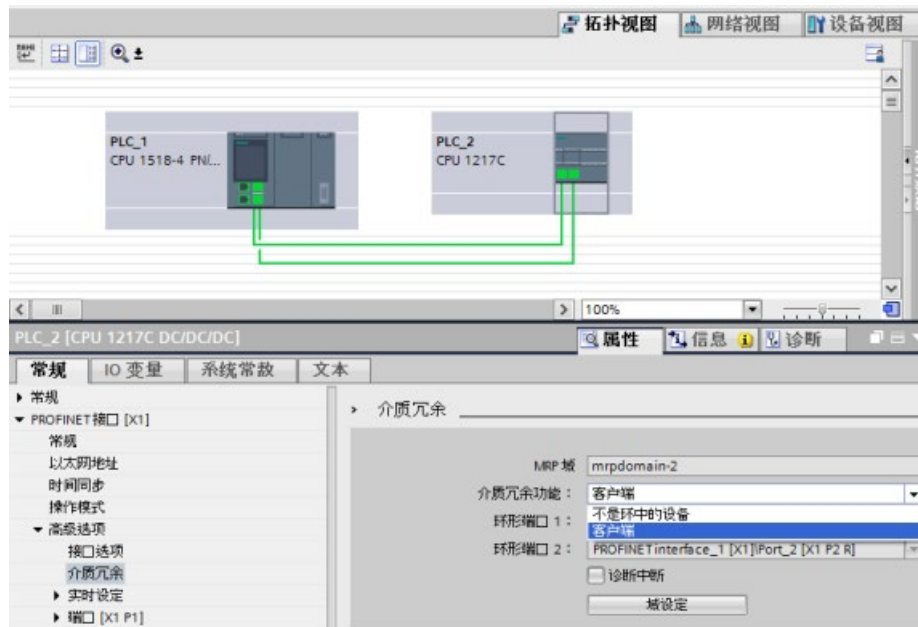 拓扑视图 网络视图 设备视图
PLC_1
CPU 1518-4 PN/...
PLC_2
CPU 1217C
100%
PLC_2 [CPU 1217C DC/DC/DC]
属性 信息 诊断
常规 IO 变量 系统常数 文本
常规
PROFINET接口 [X1]
常规
以太网地址
时间同步
操作模式
高级选项
接口选项
介质冗余
实时设定
端口 [X1 P1]
介质冗余
MRP 域 mrpdomain-2
介质冗余功能： 客户端
不是环中的设备
客户端
环形端口 1：
环形端口 2： PROFINET interface_1 [X1]\Port_2 [X1 P2 R]
诊断中断
域设定